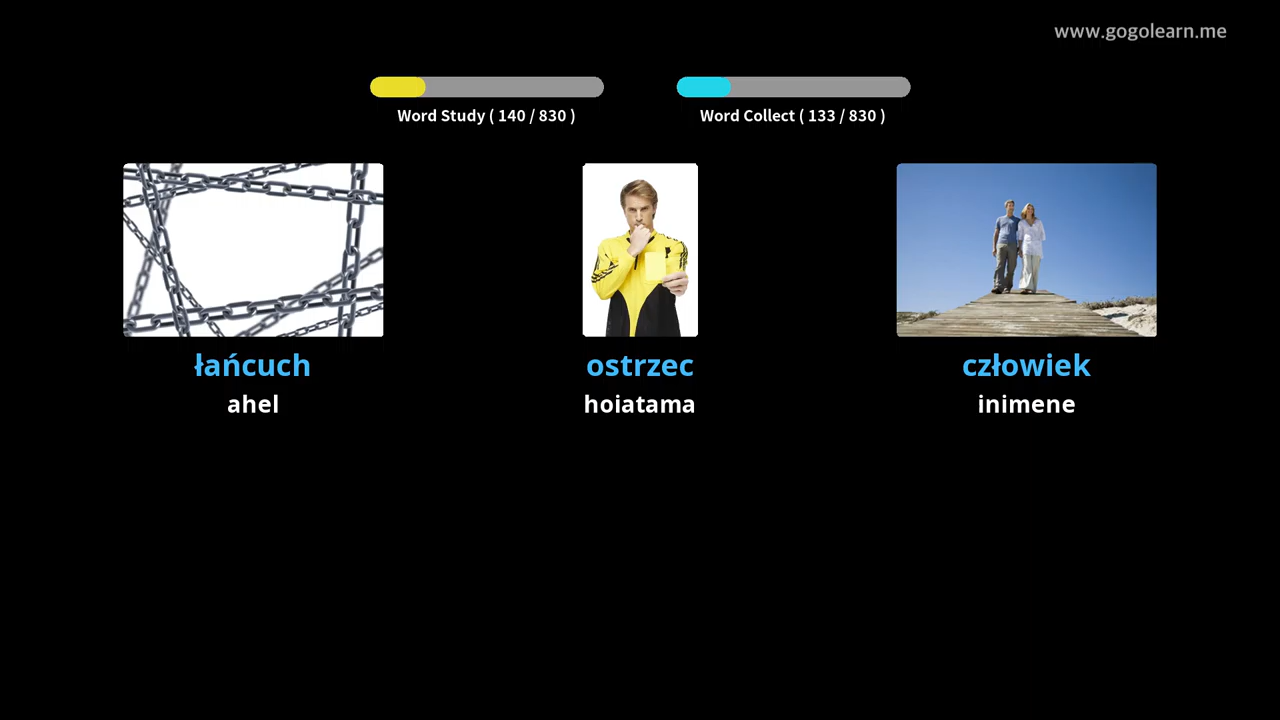 www.gogolearn.me
Word Study ( 140 / 830 )
Word Collect ( 133 / 830 )
łańcuch
ostrzec
człowiek
ahel
hoiatama
inimene